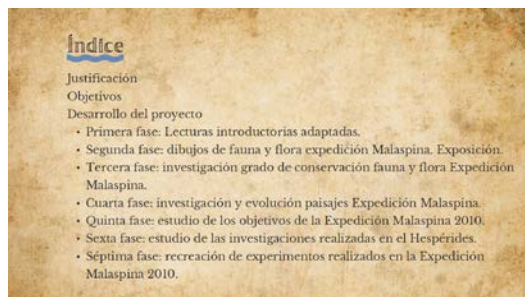 Índice
Justificación
Objetivos
Desarrollo del proyecto
• Primera fase: Lecturas introductorias adaptadas.
• Segunda fase: dibujos de fauna y flora expedición Malaspina. Exposición.
• Tercera fase: investigación grado de conservación fauna y flora Expedición
Malaspina.
• Cuarta fase: investigación y evolución paisajes Expedición Malaspina.
• Quinta fase: estudio de los objetivos de la Expedición Malaspina 2010.
• Sexta fase: estudio de las investigaciones realizadas en el Hespérides.
• Séptima fase: recreación de experimentos realizados en la Expedición
Malaspina 2010.